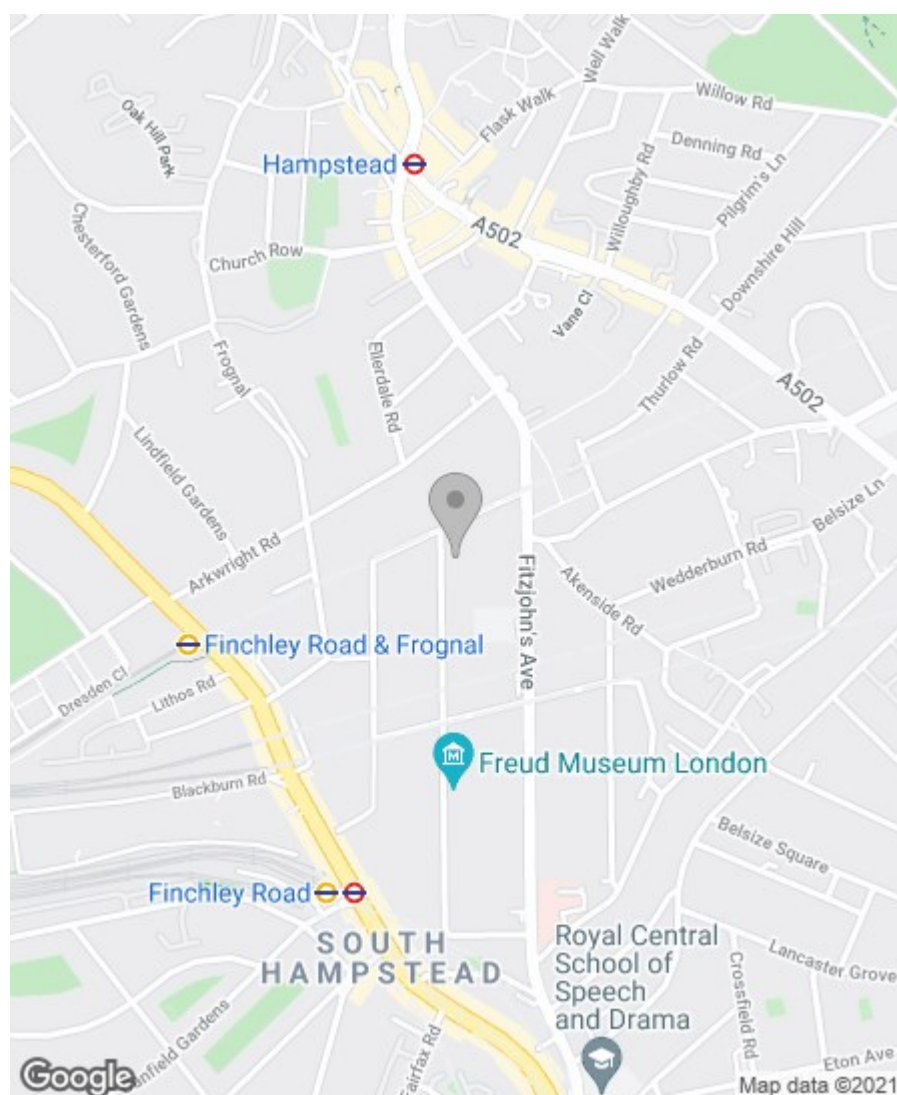 Well Walk
Willow Rd
Oak Hill Park
Flask Walk
Denning Rd
Hampstead
Willoughby Rd
Pilgrim's Ln
Chesterford Gardens
A502
Church Row
Downshire Hill
Vane Cl
Frognal
Ellerdale Rd
Thurlow Rd
A502
Lindfield Gardens
Belsize Ln
Arkwright Rd
Fitzjohn's Ave
Wedderburn Rd
Akenside Rd
Finchley Road & Frognal
Dresden Cl
Lithos Rd
Freud Museum London
Blackburn Rd
Belsize Square
Finchley Road
SOUTH
HAMPSTEAD
Royal Central
School of
Speech
and Drama
Lancaster Grove
Crossfield Rd
anfield Gardens
Fairfax Rd
Eton Ave
Google
Map data ©2021